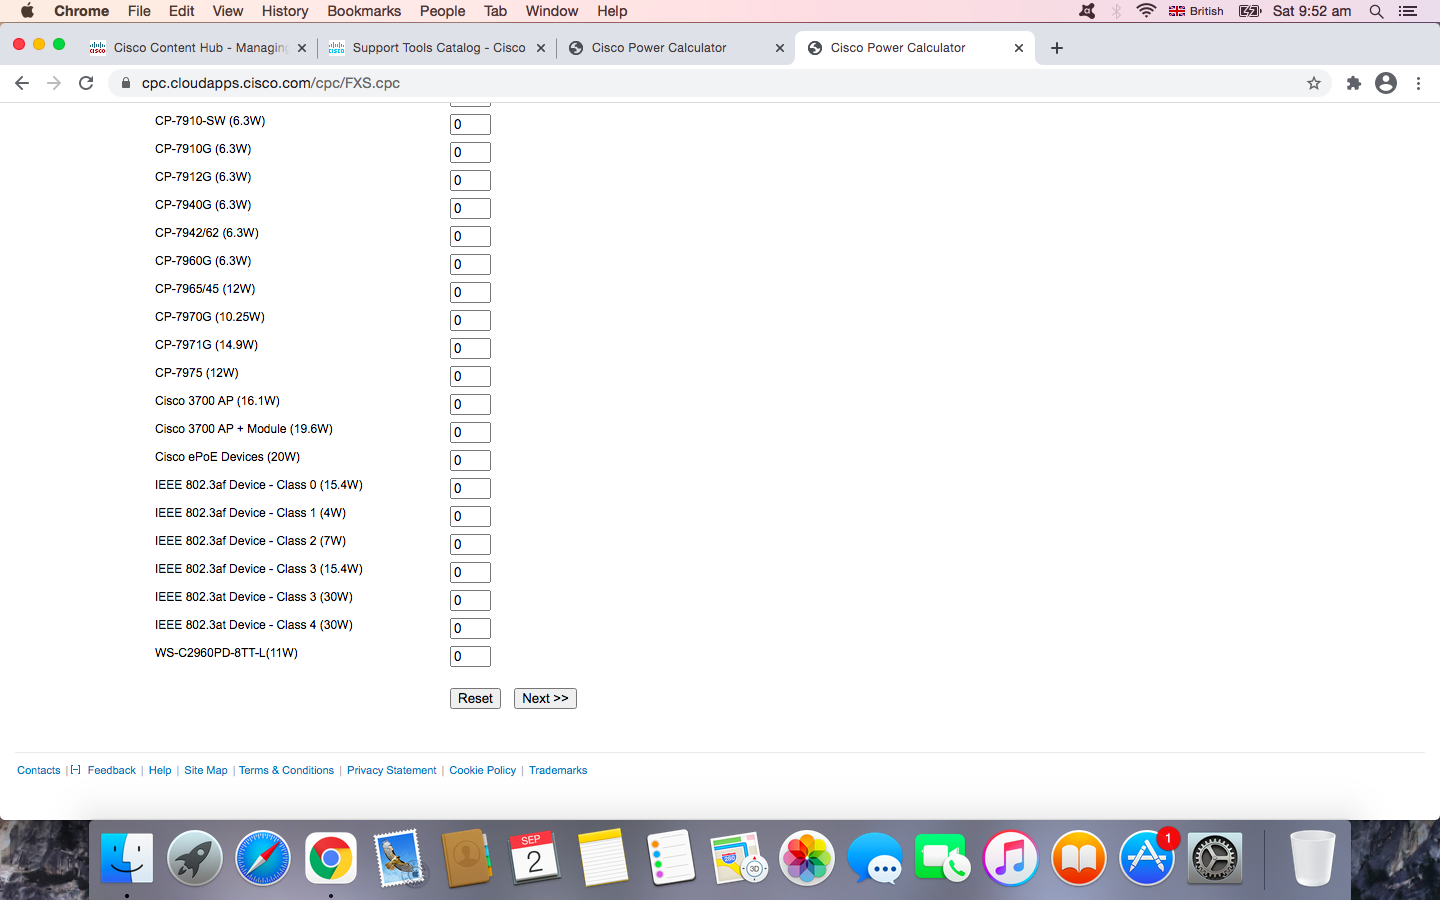 Chrome File Edit View History Bookmarks People Tab Window Help British Sat 9:52 am
Cisco Content Hub - Managing Support Tools Catalog - Cisco Cisco Power Calculator Cisco Power Calculator
cpc.cloudapps.cisco.com/cpc/FXS.cpc
CP-7910-SW (6.3W) 0
CP-7910G (6.3W) 0
CP-7912G (6.3W) 0
CP-7940G (6.3W) 0
CP-7942/62 (6.3W) 0
CP-7960G (6.3W) 0
CP-7965/45 (12W) 0
CP-7970G (10.25W) 0
CP-7971G (14.9W) 0
CP-7975 (12W) 0
Cisco 3700 AP (16.1W) 0
Cisco 3700 AP + Module (19.6W) 0
Cisco ePoE Devices (20W) 0
IEEE 802.3af Device - Class 0 (15.4W) 0
IEEE 802.3af Device - Class 1 (4W) 0
IEEE 802.3af Device - Class 2 (7W) 0
IEEE 802.3af Device - Class 3 (15.4W) 0
IEEE 802.3at Device - Class 3 (30W) 0
IEEE 802.3at Device - Class 4 (30W) 0
WS-C2960PD-8TT-L(11W) 0
Reset Next >>
Contacts | [-] Feedback | Help | Site Map | Terms & Conditions | Privacy Statement | Cookie Policy | Trademarks
SEP
2
280
3D
1